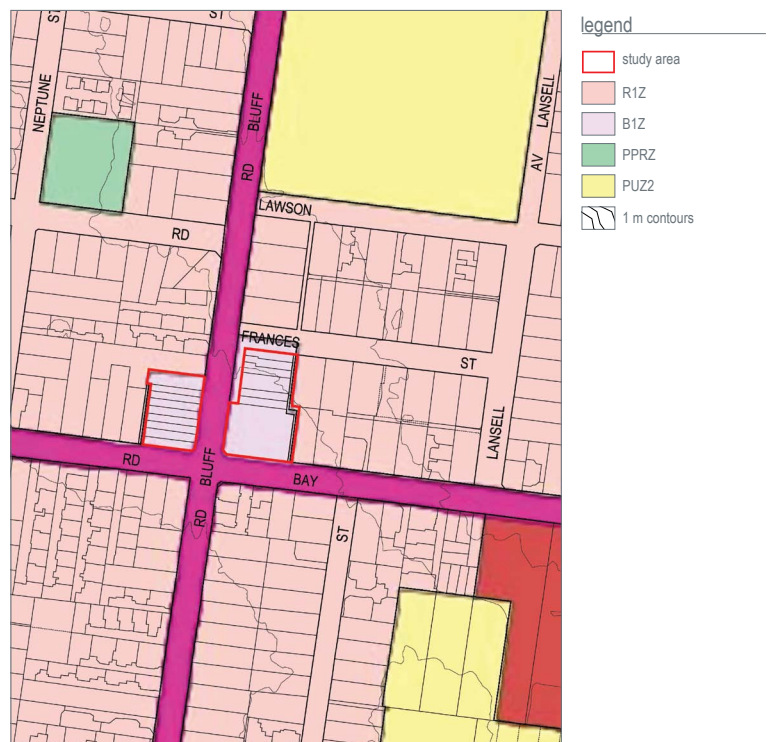 ST
ST
NEPTUNE
BLUFF
RD
LANSELL
AV
LAWSON
RD
FRANCES
ST
LANSELL
RD
BLUFF
RD
BAY
ST
legend
study area
R1Z
B1Z
PPRZ
PUZ2
1 m contours